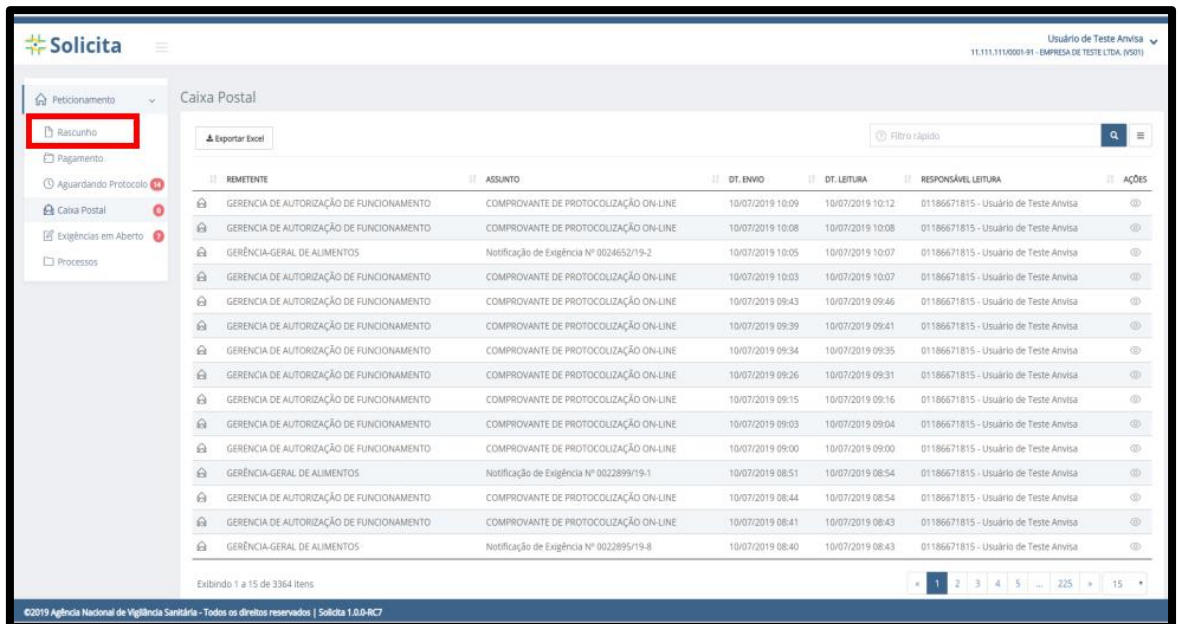 Solicita
Usuário de Teste Anvisa
11.111.111/0001-91 - EMPRESA DE TESTE LTDA. (VS01)
Peticionamento
Rascunho
Pagamento
Aguardando Protocolo 14
Caixa Postal
Exigências em Aberto
Processos
Caixa Postal
Exportar Excel
Filtro rápido
REMETENTE ASSUNTO DT. ENVIO DT. LEITURA RESPONSÁVEL LEITURA AÇÕES
GERENCIA DE AUTORIZAÇÃO DE FUNCIONAMENTO COMPROVANTE DE PROTOCOLIZAÇÃO ON-LINE 10/07/2019 10:09 10/07/2019 10:12 01186671815 - Usuário de Teste Anvisa
GERENCIA DE AUTORIZAÇÃO DE FUNCIONAMENTO COMPROVANTE DE PROTOCOLIZAÇÃO ON-LINE 10/07/2019 10:08 10/07/2019 10:08 01186671815 - Usuário de Teste Anvisa
GERÊNCIA-GERAL DE ALIMENTOS Notificação de Exigência Nº 0024652/19-2 10/07/2019 10:05 10/07/2019 10:07 01186671815 - Usuário de Teste Anvisa
GERENCIA DE AUTORIZAÇÃO DE FUNCIONAMENTO COMPROVANTE DE PROTOCOLIZAÇÃO ON-LINE 10/07/2019 10:03 10/07/2019 10:07 01186671815 - Usuário de Teste Anvisa
GERENCIA DE AUTORIZAÇÃO DE FUNCIONAMENTO COMPROVANTE DE PROTOCOLIZAÇÃO ON-LINE 10/07/2019 09:43 10/07/2019 09:46 01186671815 - Usuário de Teste Anvisa
GERENCIA DE AUTORIZAÇÃO DE FUNCIONAMENTO COMPROVANTE DE PROTOCOLIZAÇÃO ON-LINE 10/07/2019 09:39 10/07/2019 09:41 01186671815 - Usuário de Teste Anvisa
GERENCIA DE AUTORIZAÇÃO DE FUNCIONAMENTO COMPROVANTE DE PROTOCOLIZAÇÃO ON-LINE 10/07/2019 09:34 10/07/2019 09:35 01186671815 - Usuário de Teste Anvisa
GERENCIA DE AUTORIZAÇÃO DE FUNCIONAMENTO COMPROVANTE DE PROTOCOLIZAÇÃO ON-LINE 10/07/2019 09:26 10/07/2019 09:31 01186671815 - Usuário de Teste Anvisa
GERENCIA DE AUTORIZAÇÃO DE FUNCIONAMENTO COMPROVANTE DE PROTOCOLIZAÇÃO ON-LINE 10/07/2019 09:15 10/07/2019 09:16 01186671815 - Usuário de Teste Anvisa
GERENCIA DE AUTORIZAÇÃO DE FUNCIONAMENTO COMPROVANTE DE PROTOCOLIZAÇÃO ON-LINE 10/07/2019 09:03 10/07/2019 09:04 01186671815 - Usuário de Teste Anvisa
GERENCIA DE AUTORIZAÇÃO DE FUNCIONAMENTO COMPROVANTE DE PROTOCOLIZAÇÃO ON-LINE 10/07/2019 09:00 10/07/2019 09:00 01186671815 - Usuário de Teste Anvisa
GERÊNCIA-GERAL DE ALIMENTOS Notificação de Exigência Nº 0022899/19-1 10/07/2019 08:51 10/07/2019 08:54 01186671815 - Usuário de Teste Anvisa
GERENCIA DE AUTORIZAÇÃO DE FUNCIONAMENTO COMPROVANTE DE PROTOCOLIZAÇÃO ON-LINE 10/07/2019 08:44 10/07/2019 08:54 01186671815 - Usuário de Teste Anvisa
GERENCIA DE AUTORIZAÇÃO DE FUNCIONAMENTO COMPROVANTE DE PROTOCOLIZAÇÃO ON-LINE 10/07/2019 08:41 10/07/2019 08:43 01186671815 - Usuário de Teste Anvisa
GERÊNCIA-GERAL DE ALIMENTOS Notificação de Exigência Nº 0022895/19-8 10/07/2019 08:40 10/07/2019 08:43 01186671815 - Usuário de Teste Anvisa
Exibindo 1 a 15 de 3364 itens
« 1 2 3 4 5 ... 225 » 15
©2019 Agência Nacional de Vigilância Sanitária - Todos os direitos reservados | Solicita 1.0.0-RC7